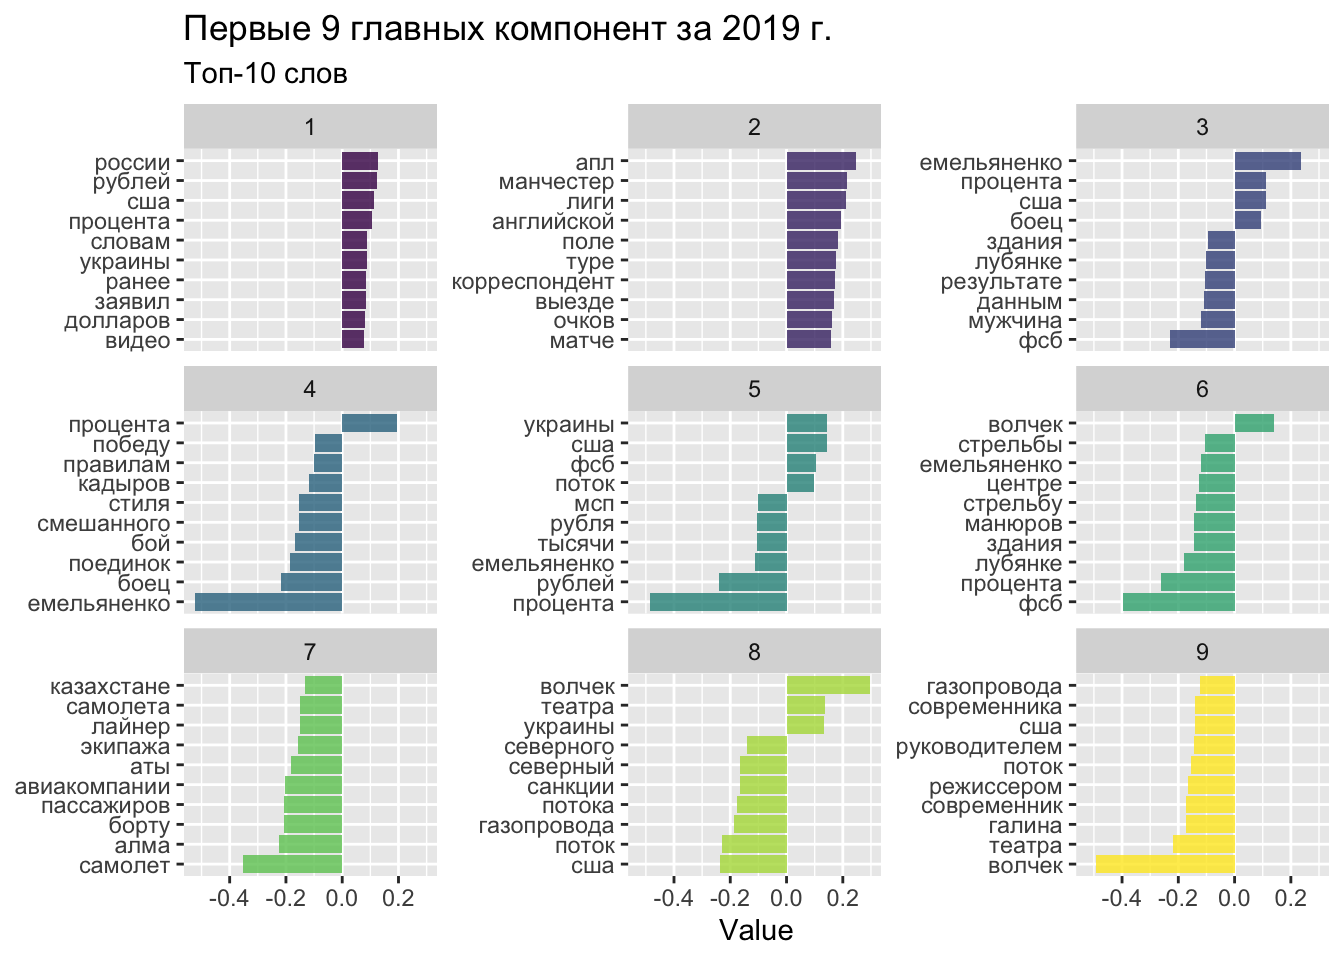 Первые 9 главных компонент за 2019 г.
Топ-10 слов
1
россии
рублей
сша
процента
словам
украины
ранее
заявил
долларов
видео
2
апл
манчестер
лиги
английской
поле
туре
корреспондент
выезде
очков
матче
3
емельяненко
процента
сша
боец
здания
лубянке
результате
данным
мужчина
фсб
4
процента
победу
правилам
кадыров
стиля
смешанного
бой
поединок
боец
емельяненко
5
украины
сша
фсб
поток
мсп
рубля
тысячи
емельяненко
рублей
процента
6
волчек
стрельбы
емельяненко
центре
стрельбу
манюров
здания
лубянке
процента
фсб
7
казахстане
самолета
лайнер
экипажа
аты
авиакомпании
пассажиров
борту
алма
самолет
8
волчек
театра
украины
северного
северный
санкции
потока
газопровода
поток
сша
9
газопровода
современника
сша
руководителем
поток
режиссером
современник
галина
театра
волчек
-0.4 -0.2 0.0 0.2
-0.4 -0.2 0.0 0.2
-0.4 -0.2 0.0 0.2
Value